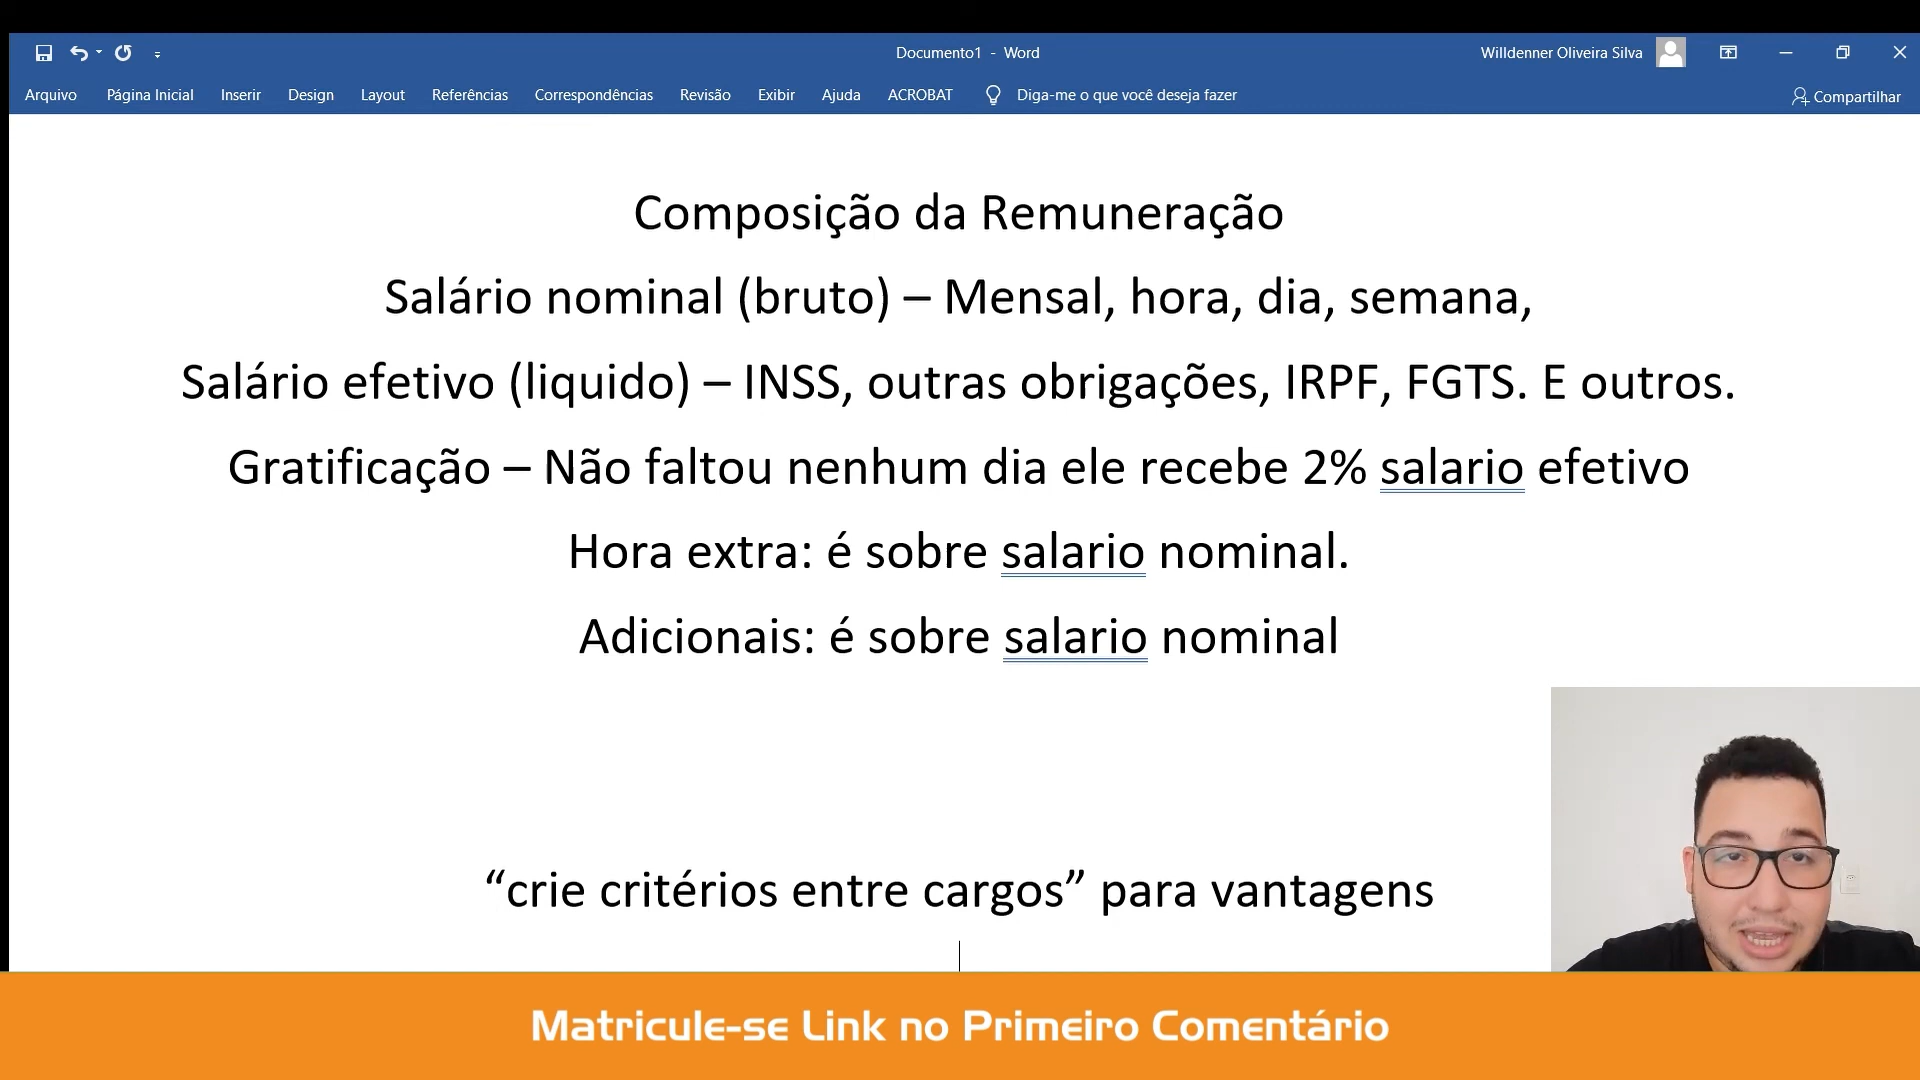 Documento1 - Word
Willdenner Oliveira Silva
Arquivo Página Inicial Inserir Design Layout Referências Correspondências Revisão Exibir Ajuda ACROBAT Diga-me o que você deseja fazer
Compartilhar
Composição da Remuneração
Salário nominal (bruto) – Mensal, hora, dia, semana,
Salário efetivo (liquido) – INSS, outras obrigações, IRPF, FGTS. E outros.
Gratificação – Não faltou nenhum dia ele recebe 2% salario efetivo
Hora extra: é sobre salario nominal.
Adicionais: é sobre salario nominal
“crie critérios entre cargos” para vantagens
Matricule-se Link no Primeiro Comentário